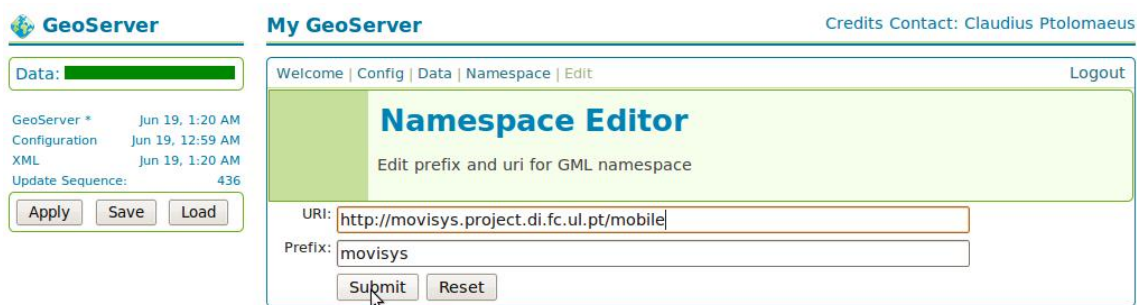 GeoServer
My GeoServer
Credits Contact: Claudius Ptolomaeus
Data:
GeoServer * Jun 19, 1:20 AM
Configuration Jun 19, 12:59 AM
XML Jun 19, 1:20 AM
Update Sequence: 436
Apply Save Load
Welcome | Config | Data | Namespace | Edit
Logout
Namespace Editor
Edit prefix and uri for GML namespace
URI: http://movisys.project.di.fc.ul.pt/mobile
Prefix: movisys
Submit Reset